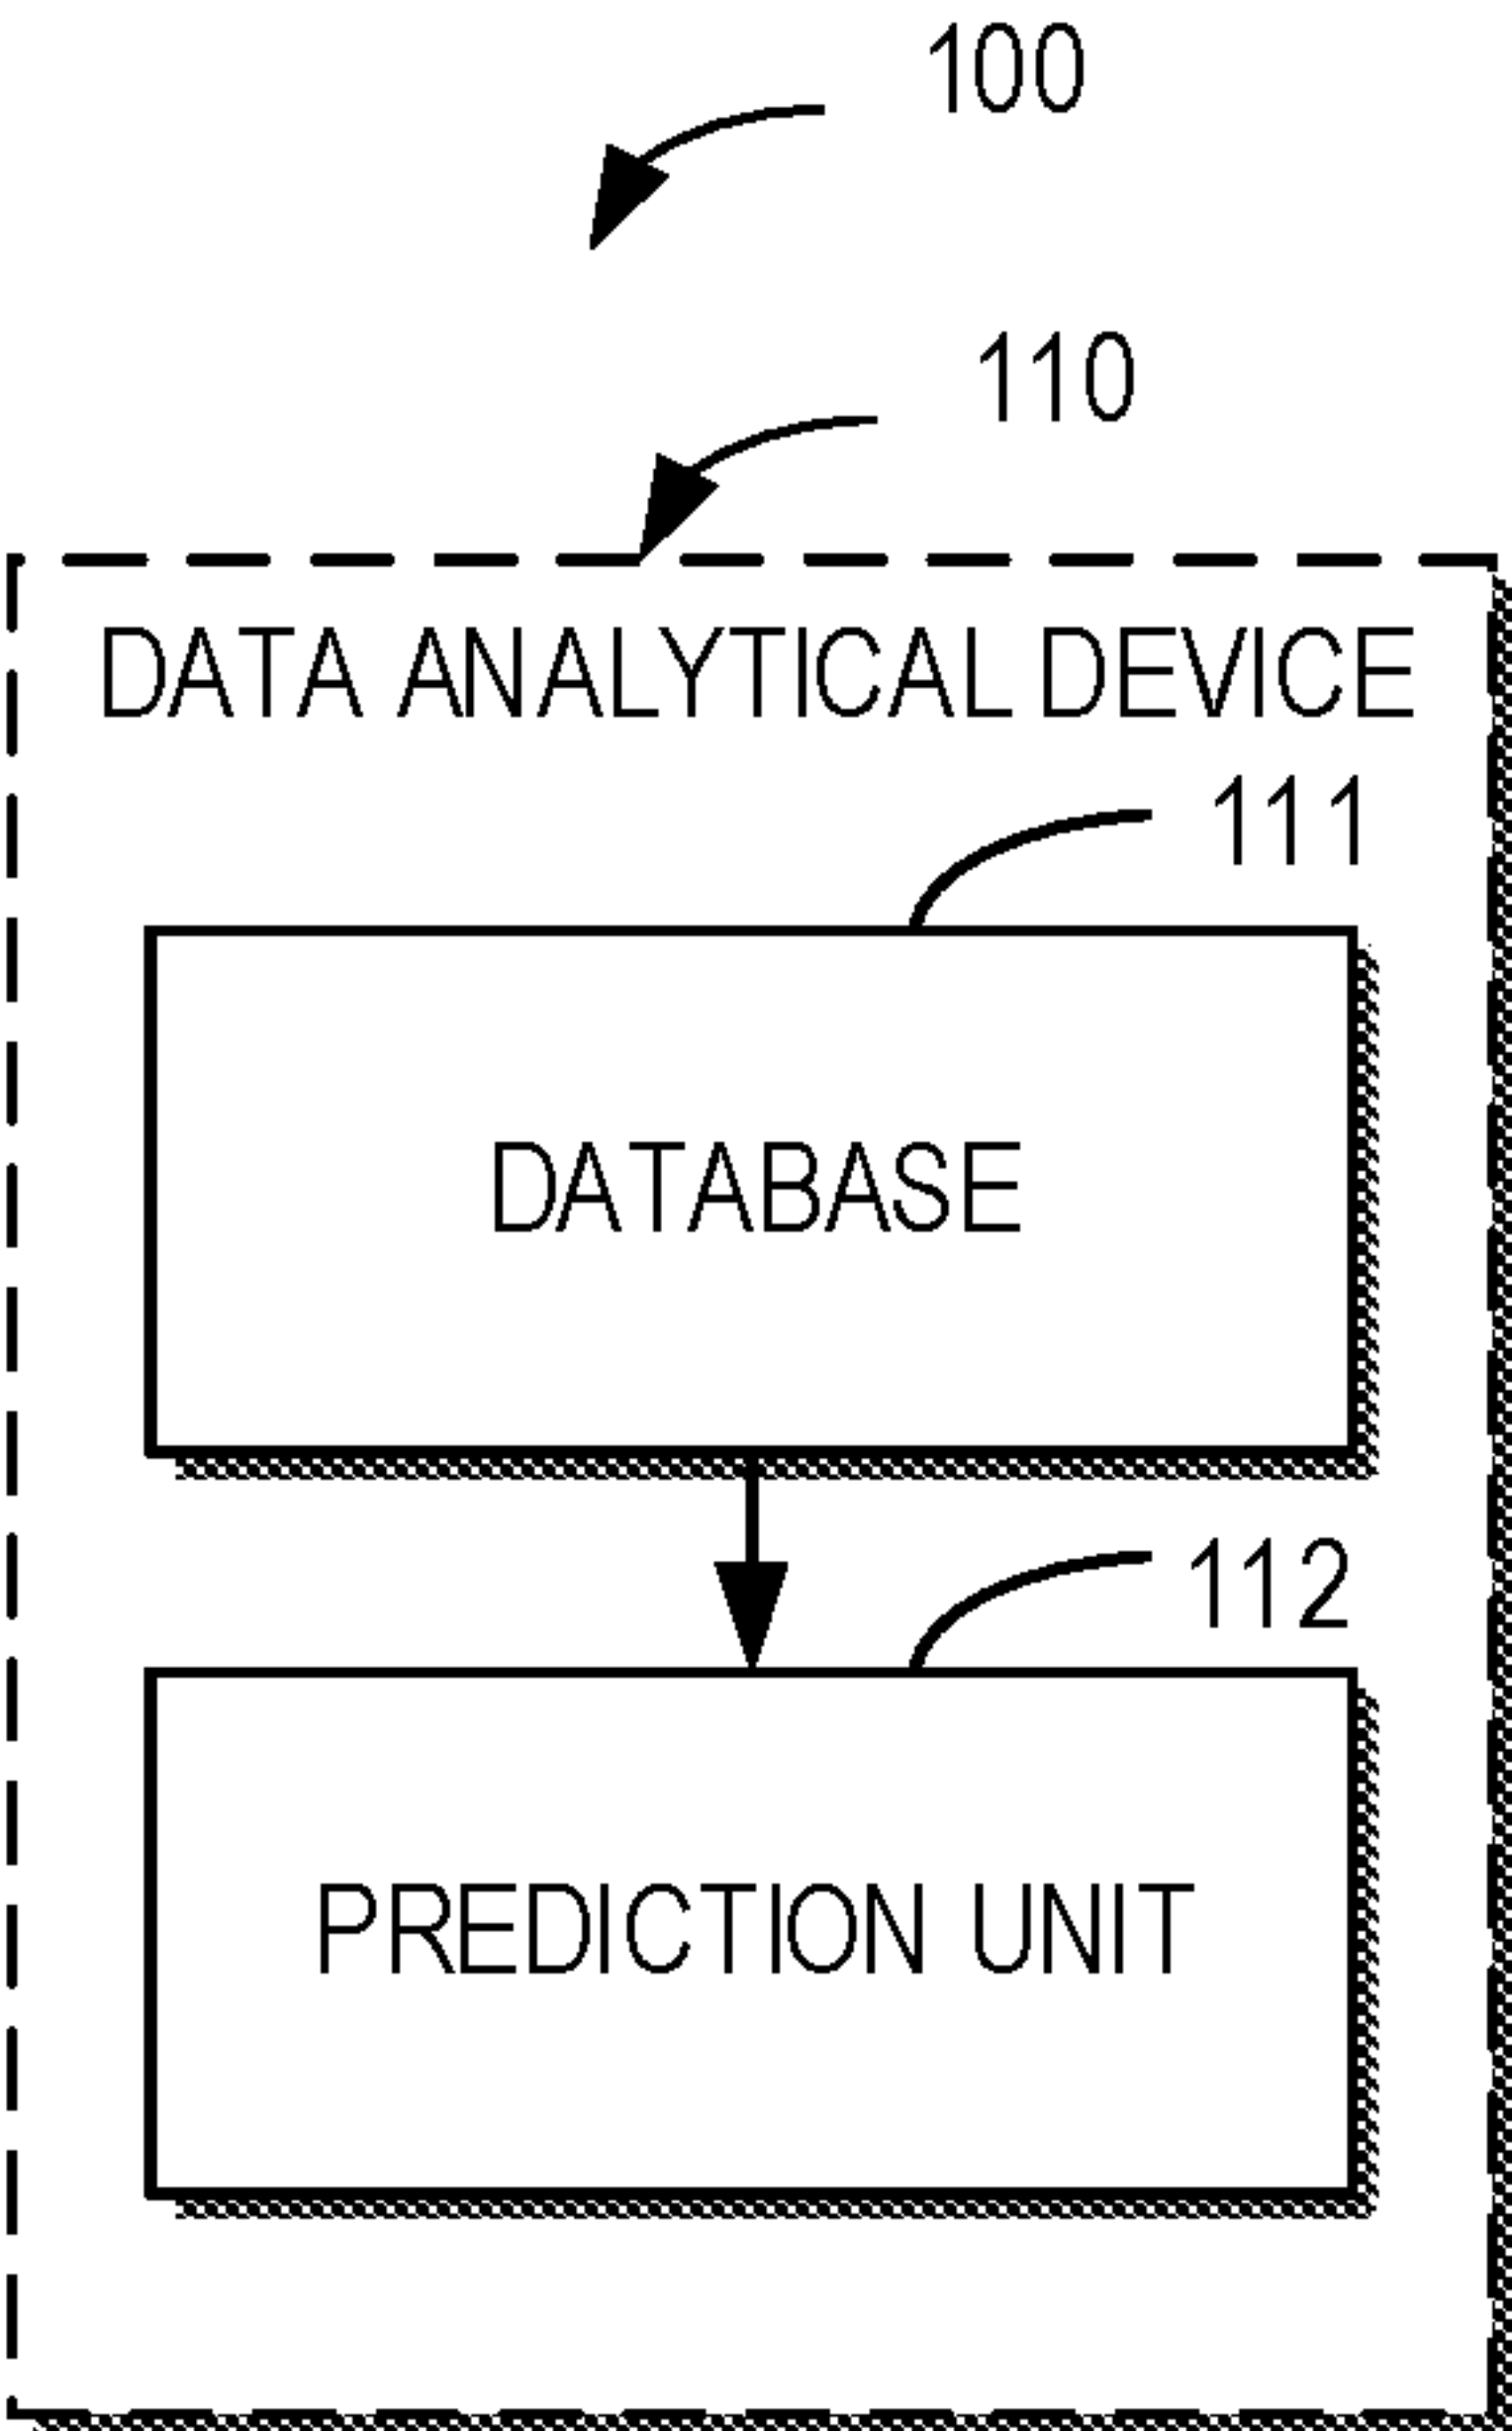 100
110
DATA ANALYTICAL DEVICE
111
DATABASE
112
PREDICTION UNIT